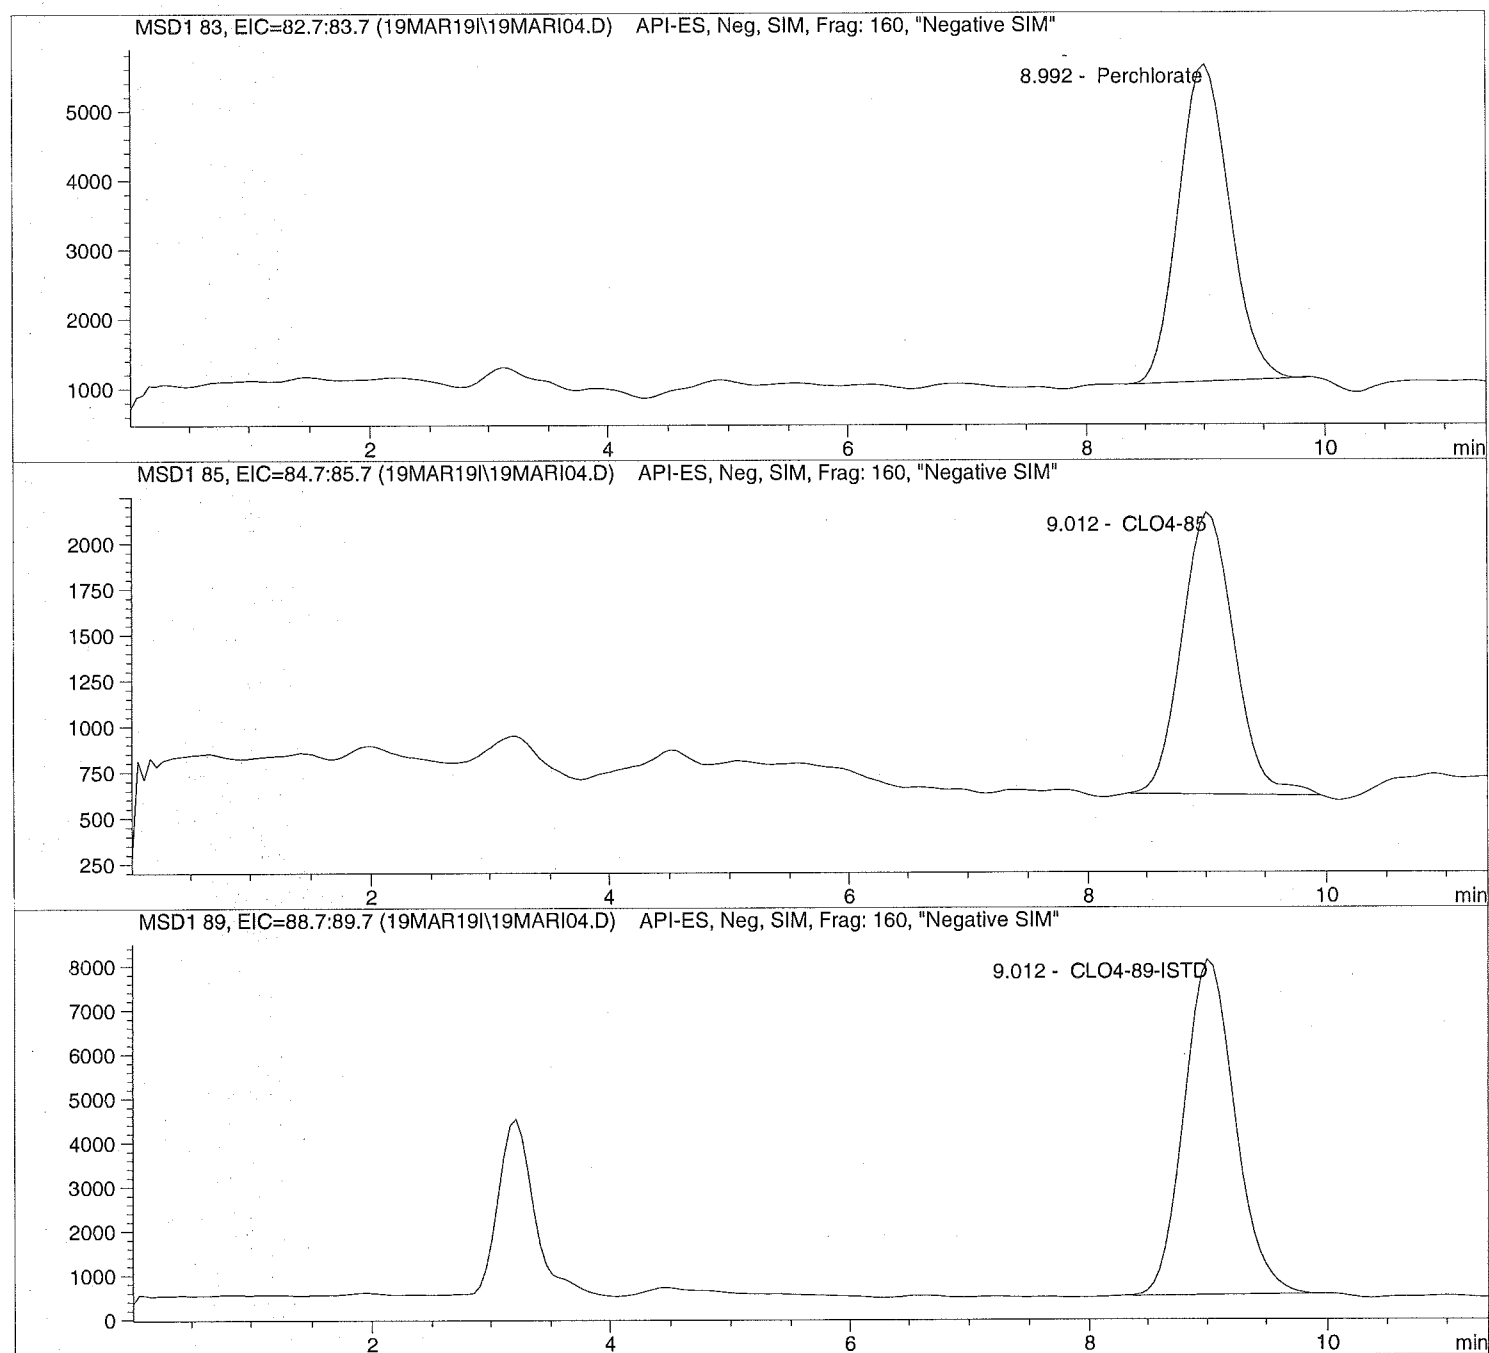 MSD1 83, EIC=82.7:83.7 (19MAR19I\19MARI04.D) API-ES, Neg, SIM, Frag: 160, "Negative SIM"
8.992 - Perchlorate
5000
4000
3000
2000
1000
2 4 6 8 10 min
MSD1 85, EIC=84.7:85.7 (19MAR19I\19MARI04.D) API-ES, Neg, SIM, Frag: 160, "Negative SIM"
9.012 - CLO4-85
2000
1750
1500
1250
1000
750
500
250
2 4 6 8 10 min
MSD1 89, EIC=88.7:89.7 (19MAR19I\19MARI04.D) API-ES, Neg, SIM, Frag: 160, "Negative SIM"
9.012 - CLO4-89-ISTD
8000
7000
6000
5000
4000
3000
2000
1000
0
2 4 6 8 10 min